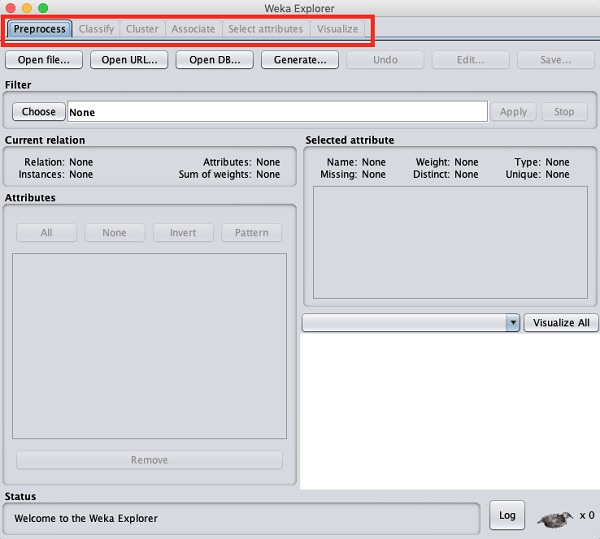 Weka Explorer
Preprocess Classify Cluster Associate Select attributes Visualize
Open file... Open URL... Open DB... Generate... Undo Edit... Save...
Filter
Choose None Apply Stop
Current relation
Relation: None Attributes: None
Instances: None Sum of weights: None
Selected attribute
Name: None Weight: None Type: None
Missing: None Distinct: None Unique: None
Attributes
All None Invert Pattern
Visualize All
Remove
Status
Welcome to the Weka Explorer
Log x 0